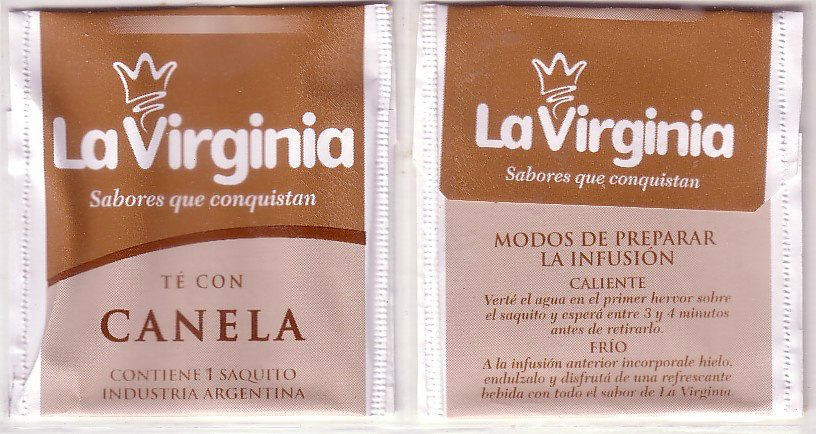 La Virginia
Sabores que conquistan
TÉ CON
CANELA
CONTIENE 1 SAQUITO
INDUSTRIA ARGENTINA
La Virginia
Sabores que conquistan
MODOS DE PREPARAR
LA INFUSIÓN
CALIENTE
Verté el agua en el primer hervor sobre
el saquito y esperá entre 3 y 4 minutos
antes de retirarlo.
FRÍO
A la infusión anterior incorporale hielo,
endulzalo y disfrutá de una refrescante
bebida con todo el sabor de La Virginia